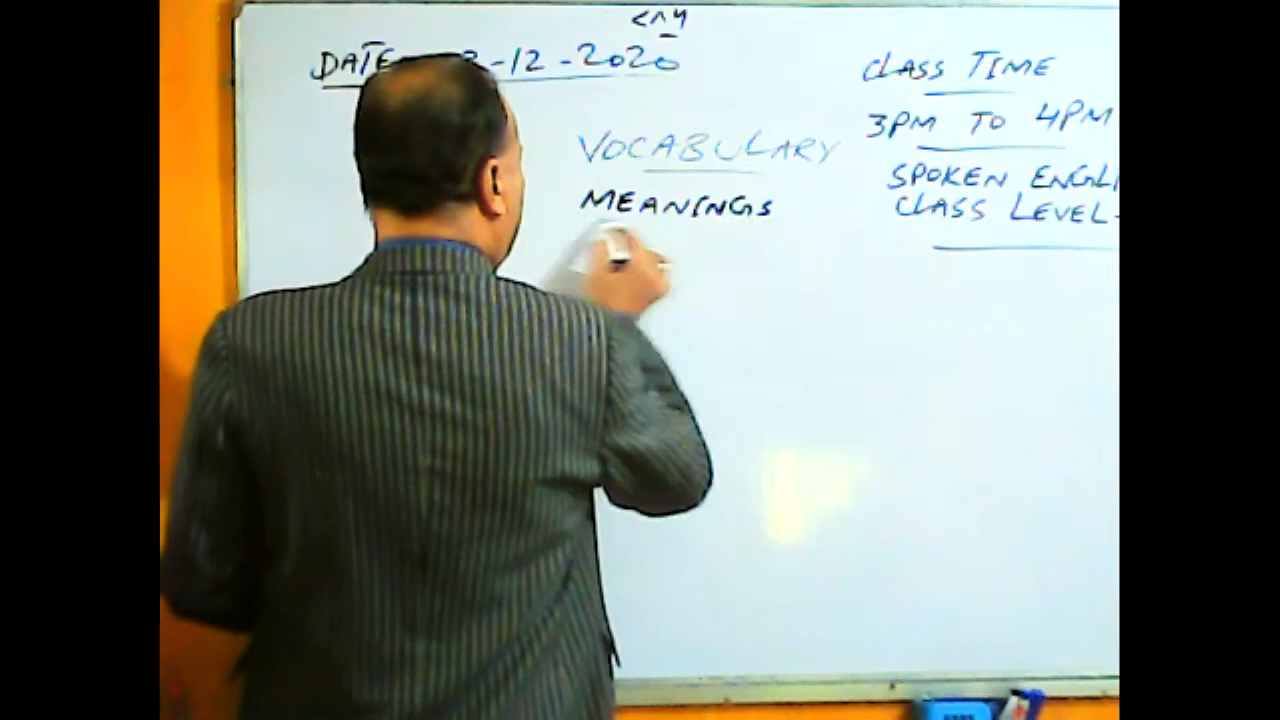 DATE -12-2020
VOCABULARY
MEANINGS
CLASS TIME
3PM TO 4PM
SPOKEN ENGLI
CLASS LEVEL-